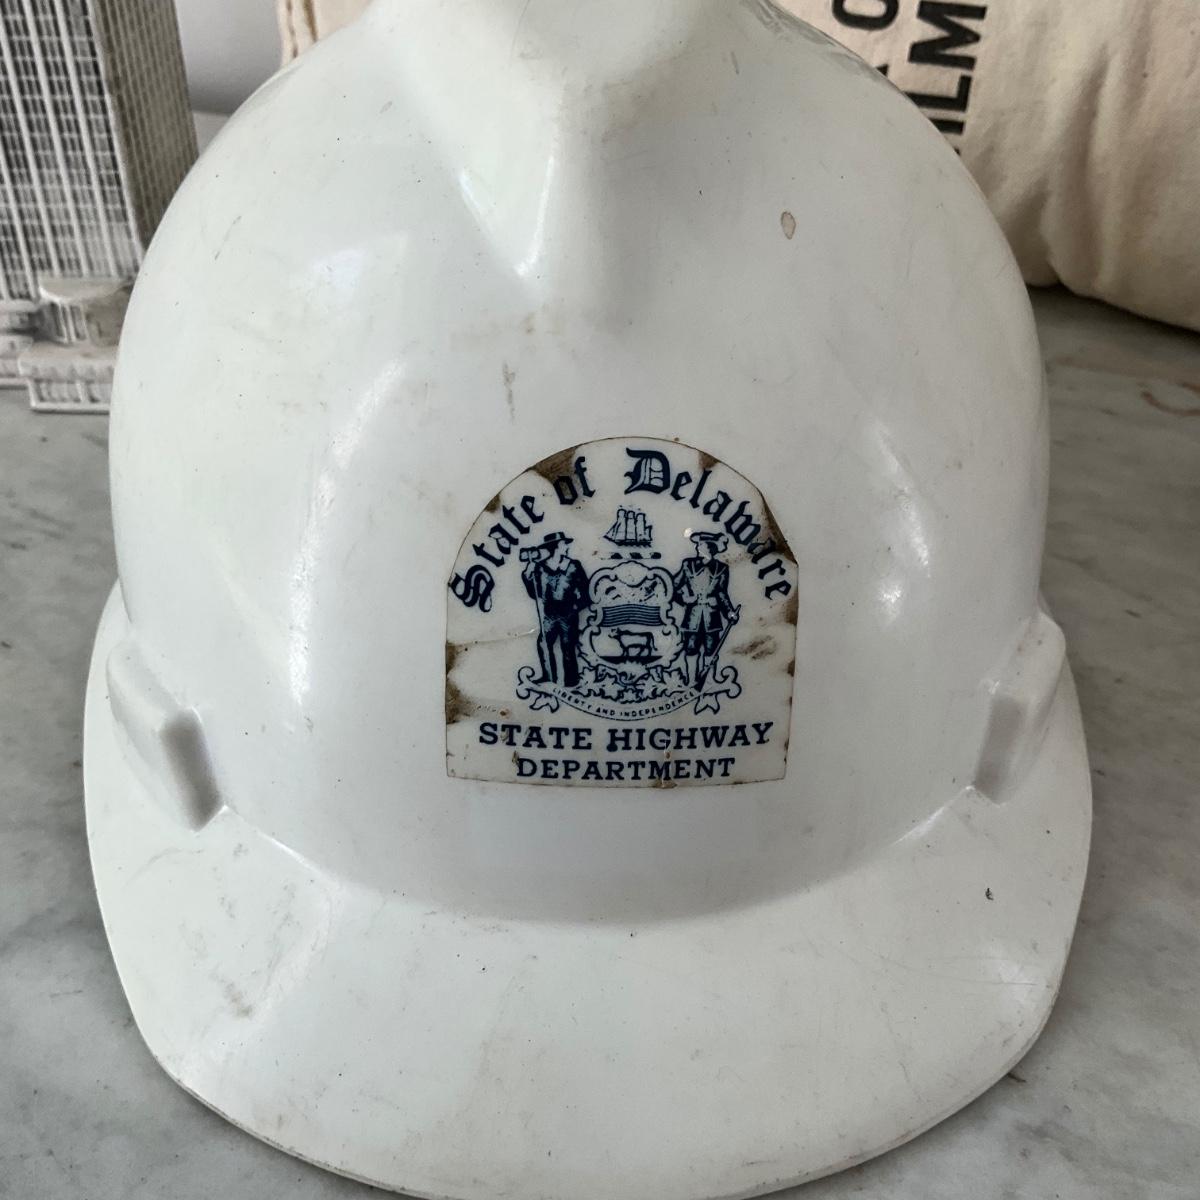 State of Delaware
LIBERTY AND INDEPENDENCE
STATE HIGHWAY
DEPARTMENT